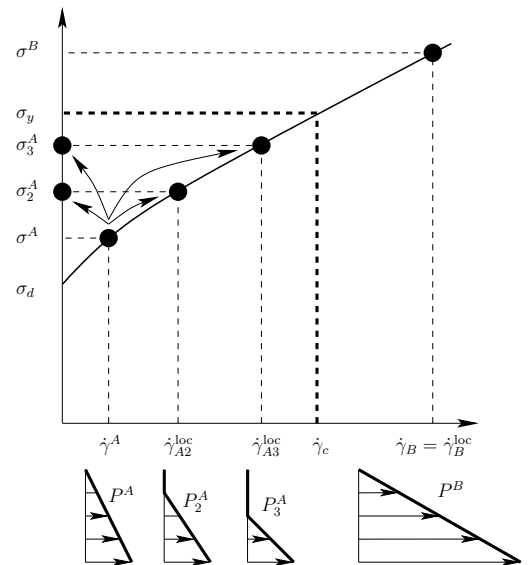 σ^B
σ_y
σ_3^A
σ_2^A
σ^A
σ_d
γ̇^A γ̇_{A2}^{loc} γ̇_{A3}^{loc} γ̇_c γ̇_B = γ̇_B^{loc}
P^A P_2^A P_3^A P^B